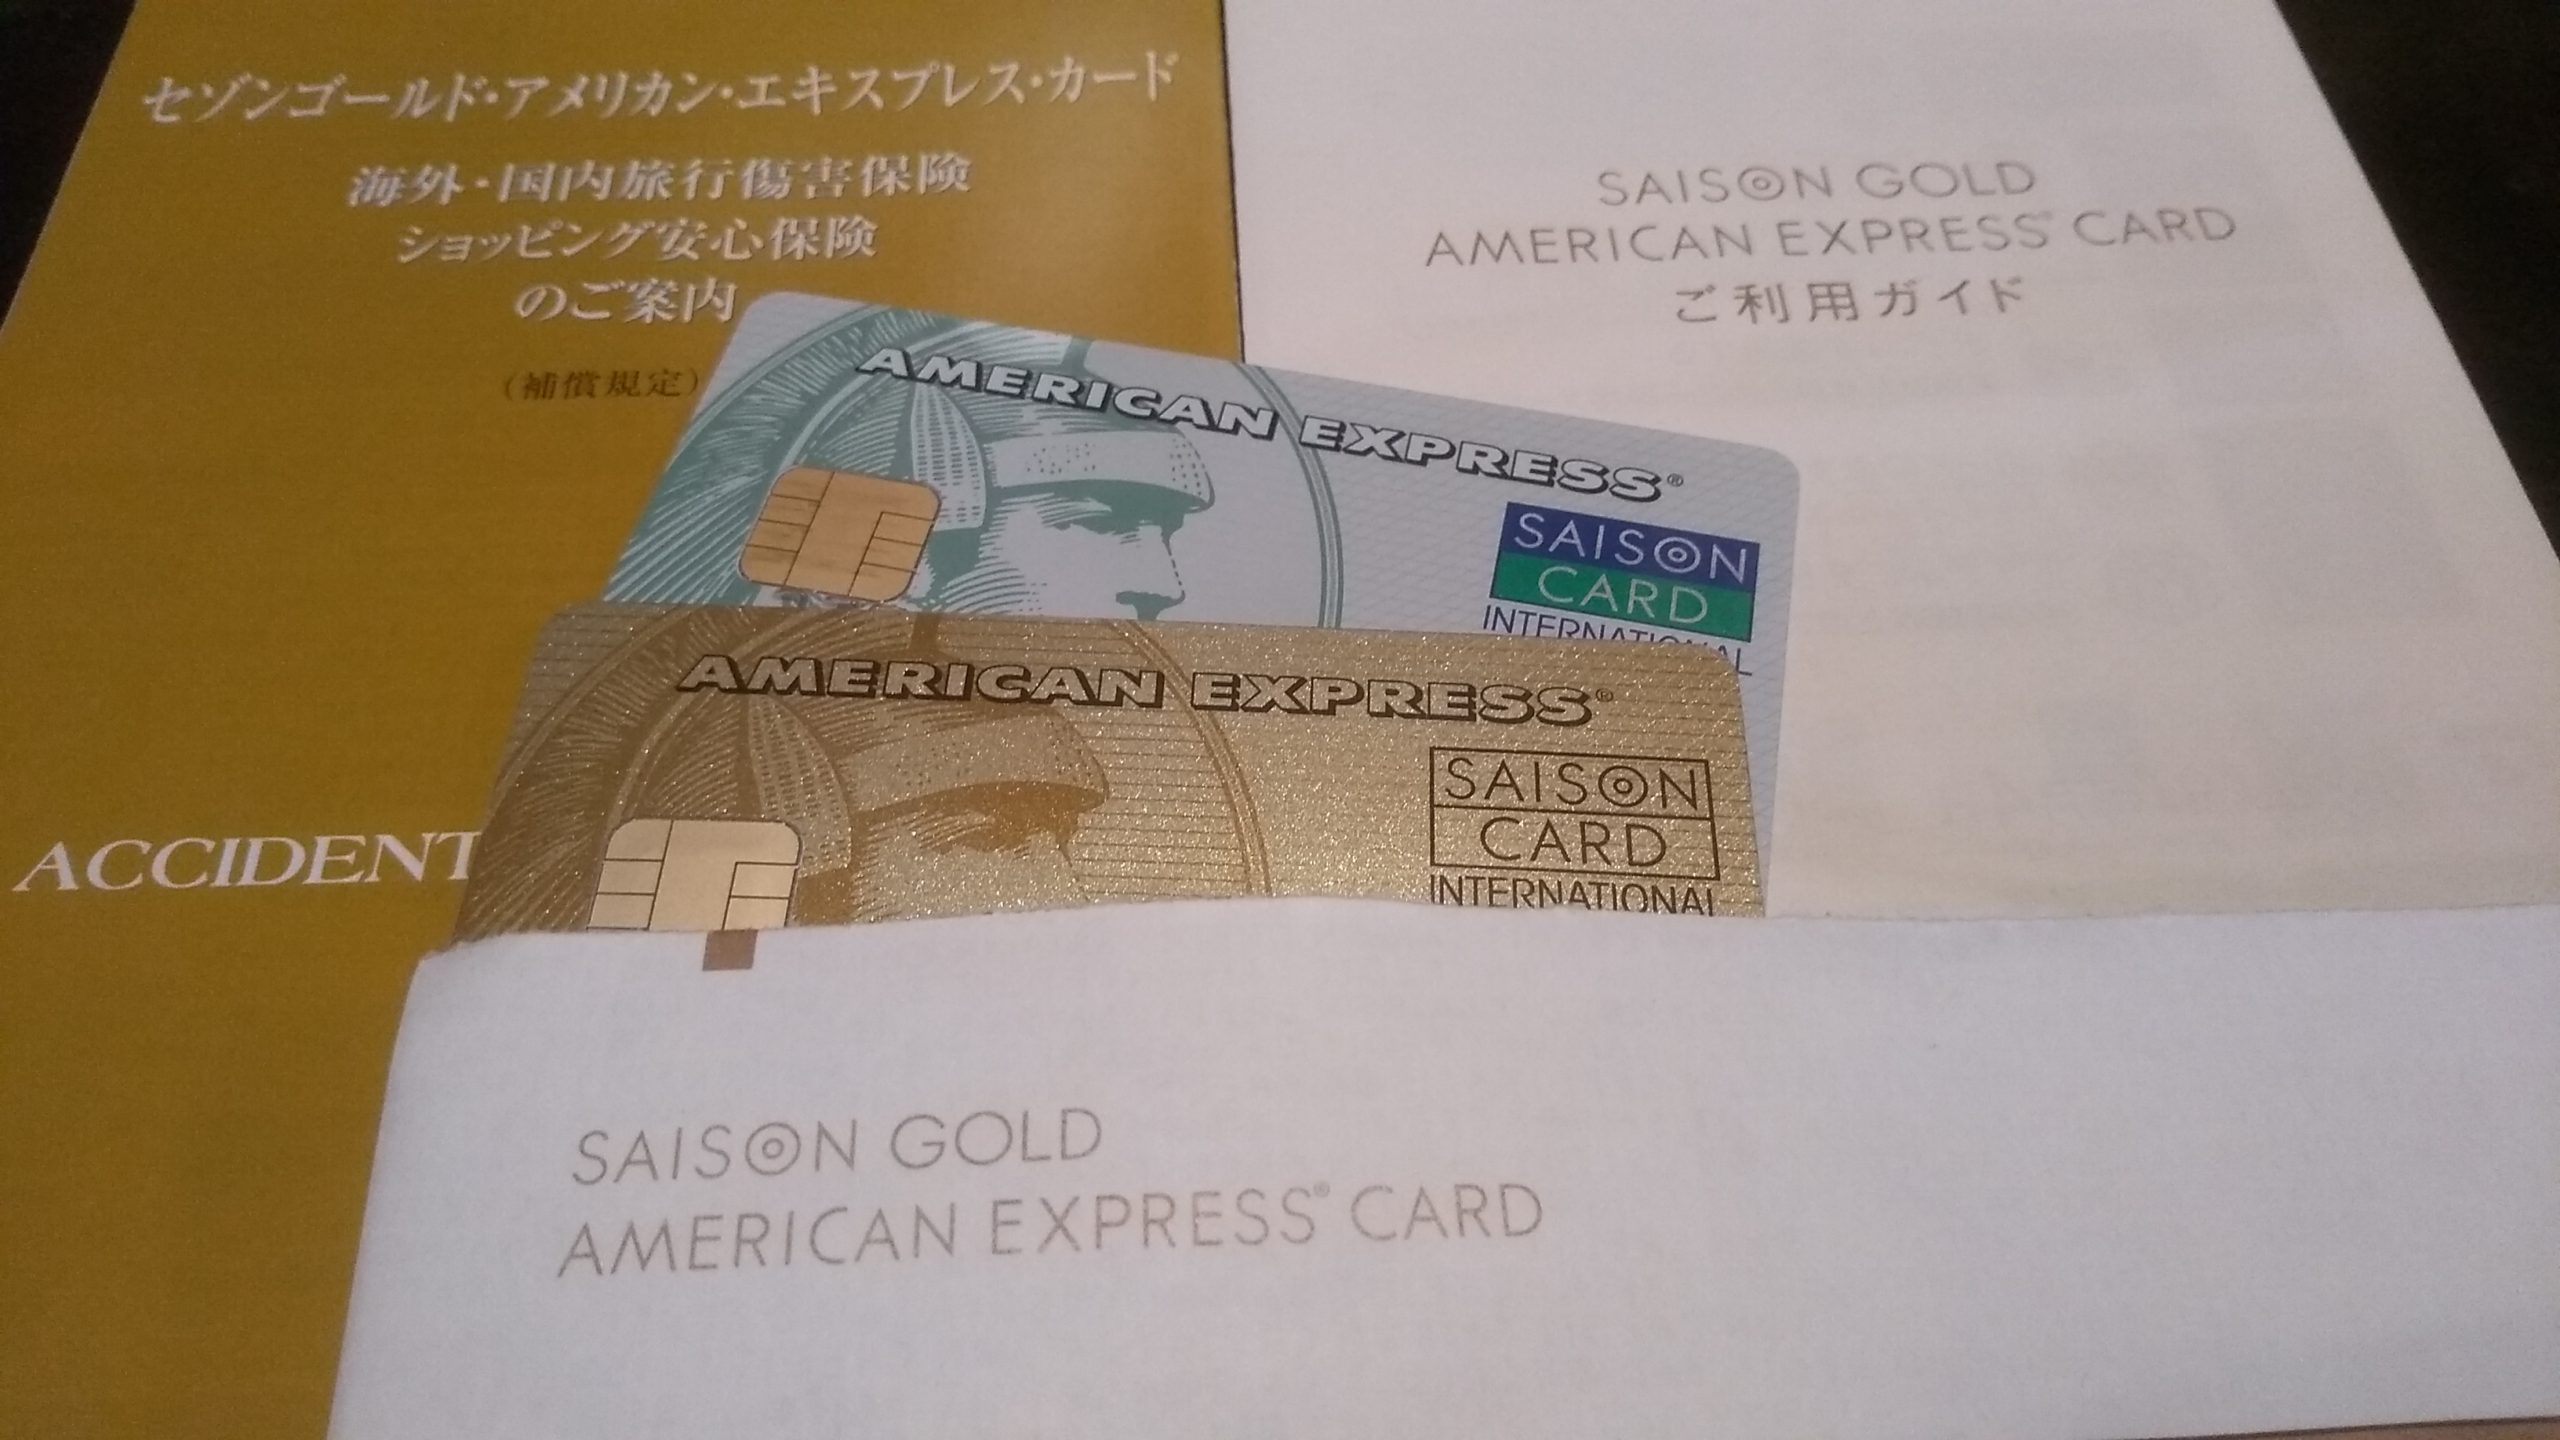 セゾンゴールド・アメリカン・エキスプレス・カード
海外・国内旅行傷害保険
ショッピング安心保険
のご案内
(補償規定)
ACCIDENT
SAISON GOLD
AMERICAN EXPRESS® CARD
ご利用ガイド
AMERICAN EXPRESS®
SAISON
CARD
INTERNATIONAL
AMERICAN EXPRESS®
SAISON
CARD
INTERNATIONAL
SAISON GOLD
AMERICAN EXPRESS® CARD